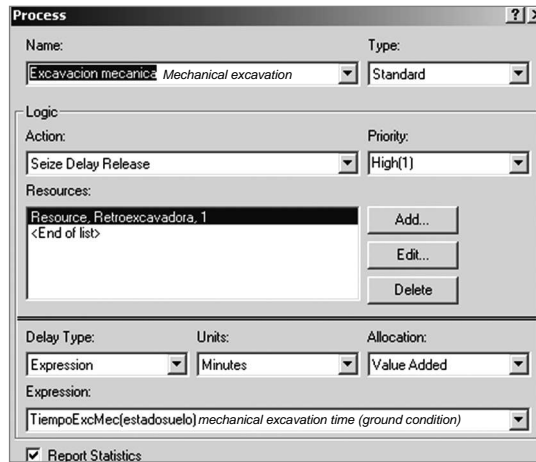 Process
Name:
Type:
Excavacion mecanica Mechanical excavation
Standard
Logic
Action:
Priority:
Seize Delay Release
High(1)
Resources:
Resource, Retroexcavadora, 1
<End of list>
Add...
Edit...
Delete
Delay Type:
Units:
Allocation:
Expression
Minutes
Value Added
Expression:
TiempoExcMec(estadosuelo) mechanical excavation time (ground condition)
Report Statistics